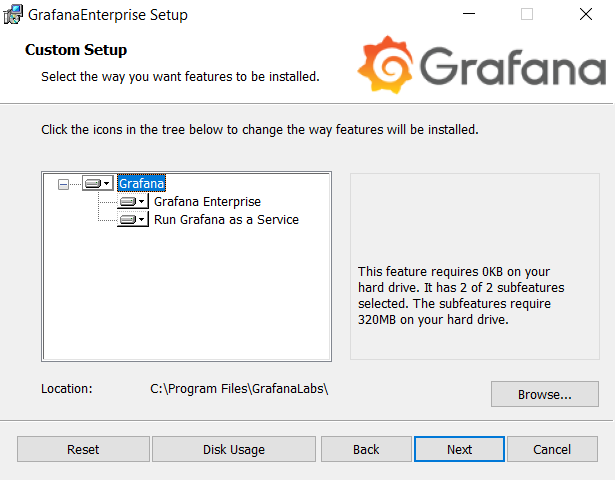 GrafanaEnterprise Setup
Custom Setup
Select the way you want features to be installed.
Grafana
Click the icons in the tree below to change the way features will be installed.
Grafana
Grafana Enterprise
Run Grafana as a Service
This feature requires 0KB on your
hard drive. It has 2 of 2 subfeatures
selected. The subfeatures require
320MB on your hard drive.
Location: C:\Program Files\GrafanaLabs\
Browse...
Reset Disk Usage Back Next Cancel